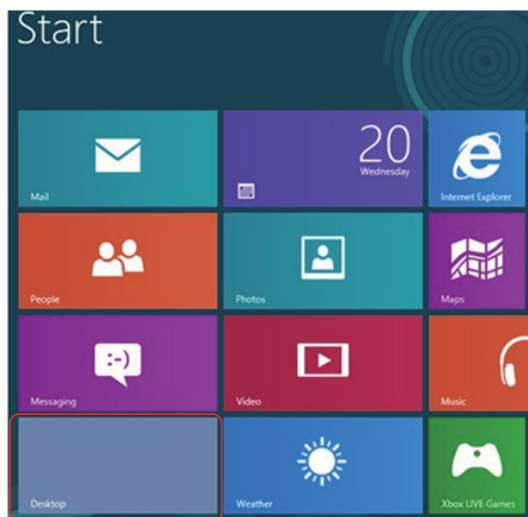 Start
20
Wednesday
Mail
Internet Explorer
People
Photos
Maps
:-)
Messaging
Video
Music
Desktop
Weather
Xbox LIVE Games